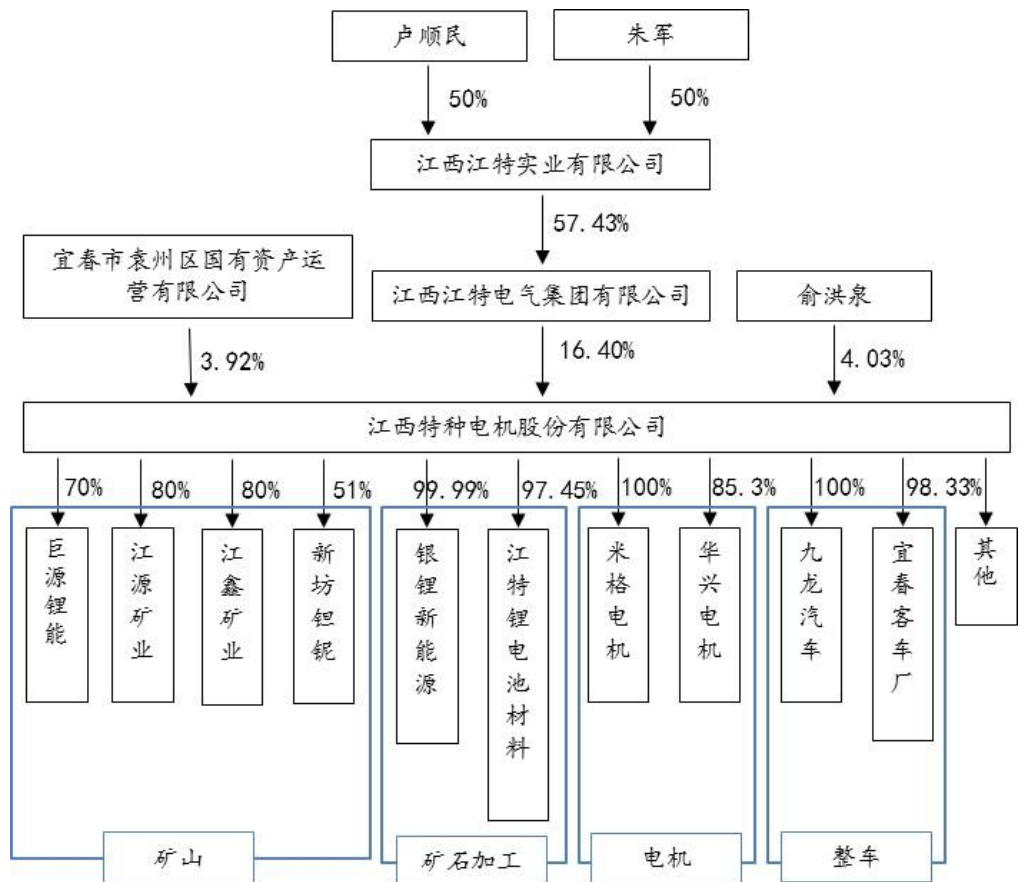 卢顺民
朱军
50%
50%
江西江特实业有限公司
57.43%
宜春市袁州区国有资产运
营有限公司
江西江特电气集团有限公司
俞洪泉
3.92%
16.40%
4.03%
江西特种电机股份有限公司
70%
80%
80%
51%
99.99%
97.45%
100%
85.3%
100%
98.33%
巨源锂能
江源矿业
江鑫矿业
新坊钽铌
银锂新能源
江特锂电池材料
米格电机
华兴电机
九龙汽车
宜春客车厂
其他
矿山
矿石加工
电机
整车